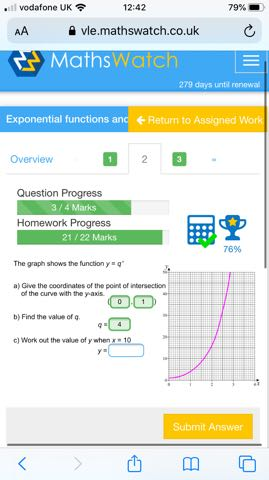 vodafone UK 12:42 79%
AA vle.mathswatch.co.uk
MathsWatch
279 days until renewal
Exponential functions and
Return to Assigned Work
Overview 1 2 3
Question Progress
3 / 4 Marks
Homework Progress
21 / 22 Marks
76%
The graph shows the function y = qˣ
a) Give the coordinates of the point of intersection
of the curve with the y-axis.
( 0 , 1 )
b) Find the value of q.
q = 4
c) Work out the value of y when x = 10
y =
Submit Answer